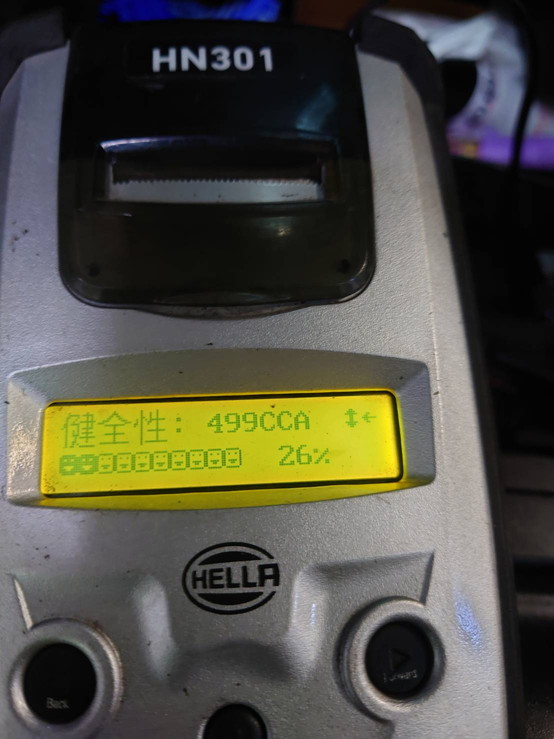 HN301
健全性: 499CCA
26%
HELLA
Back